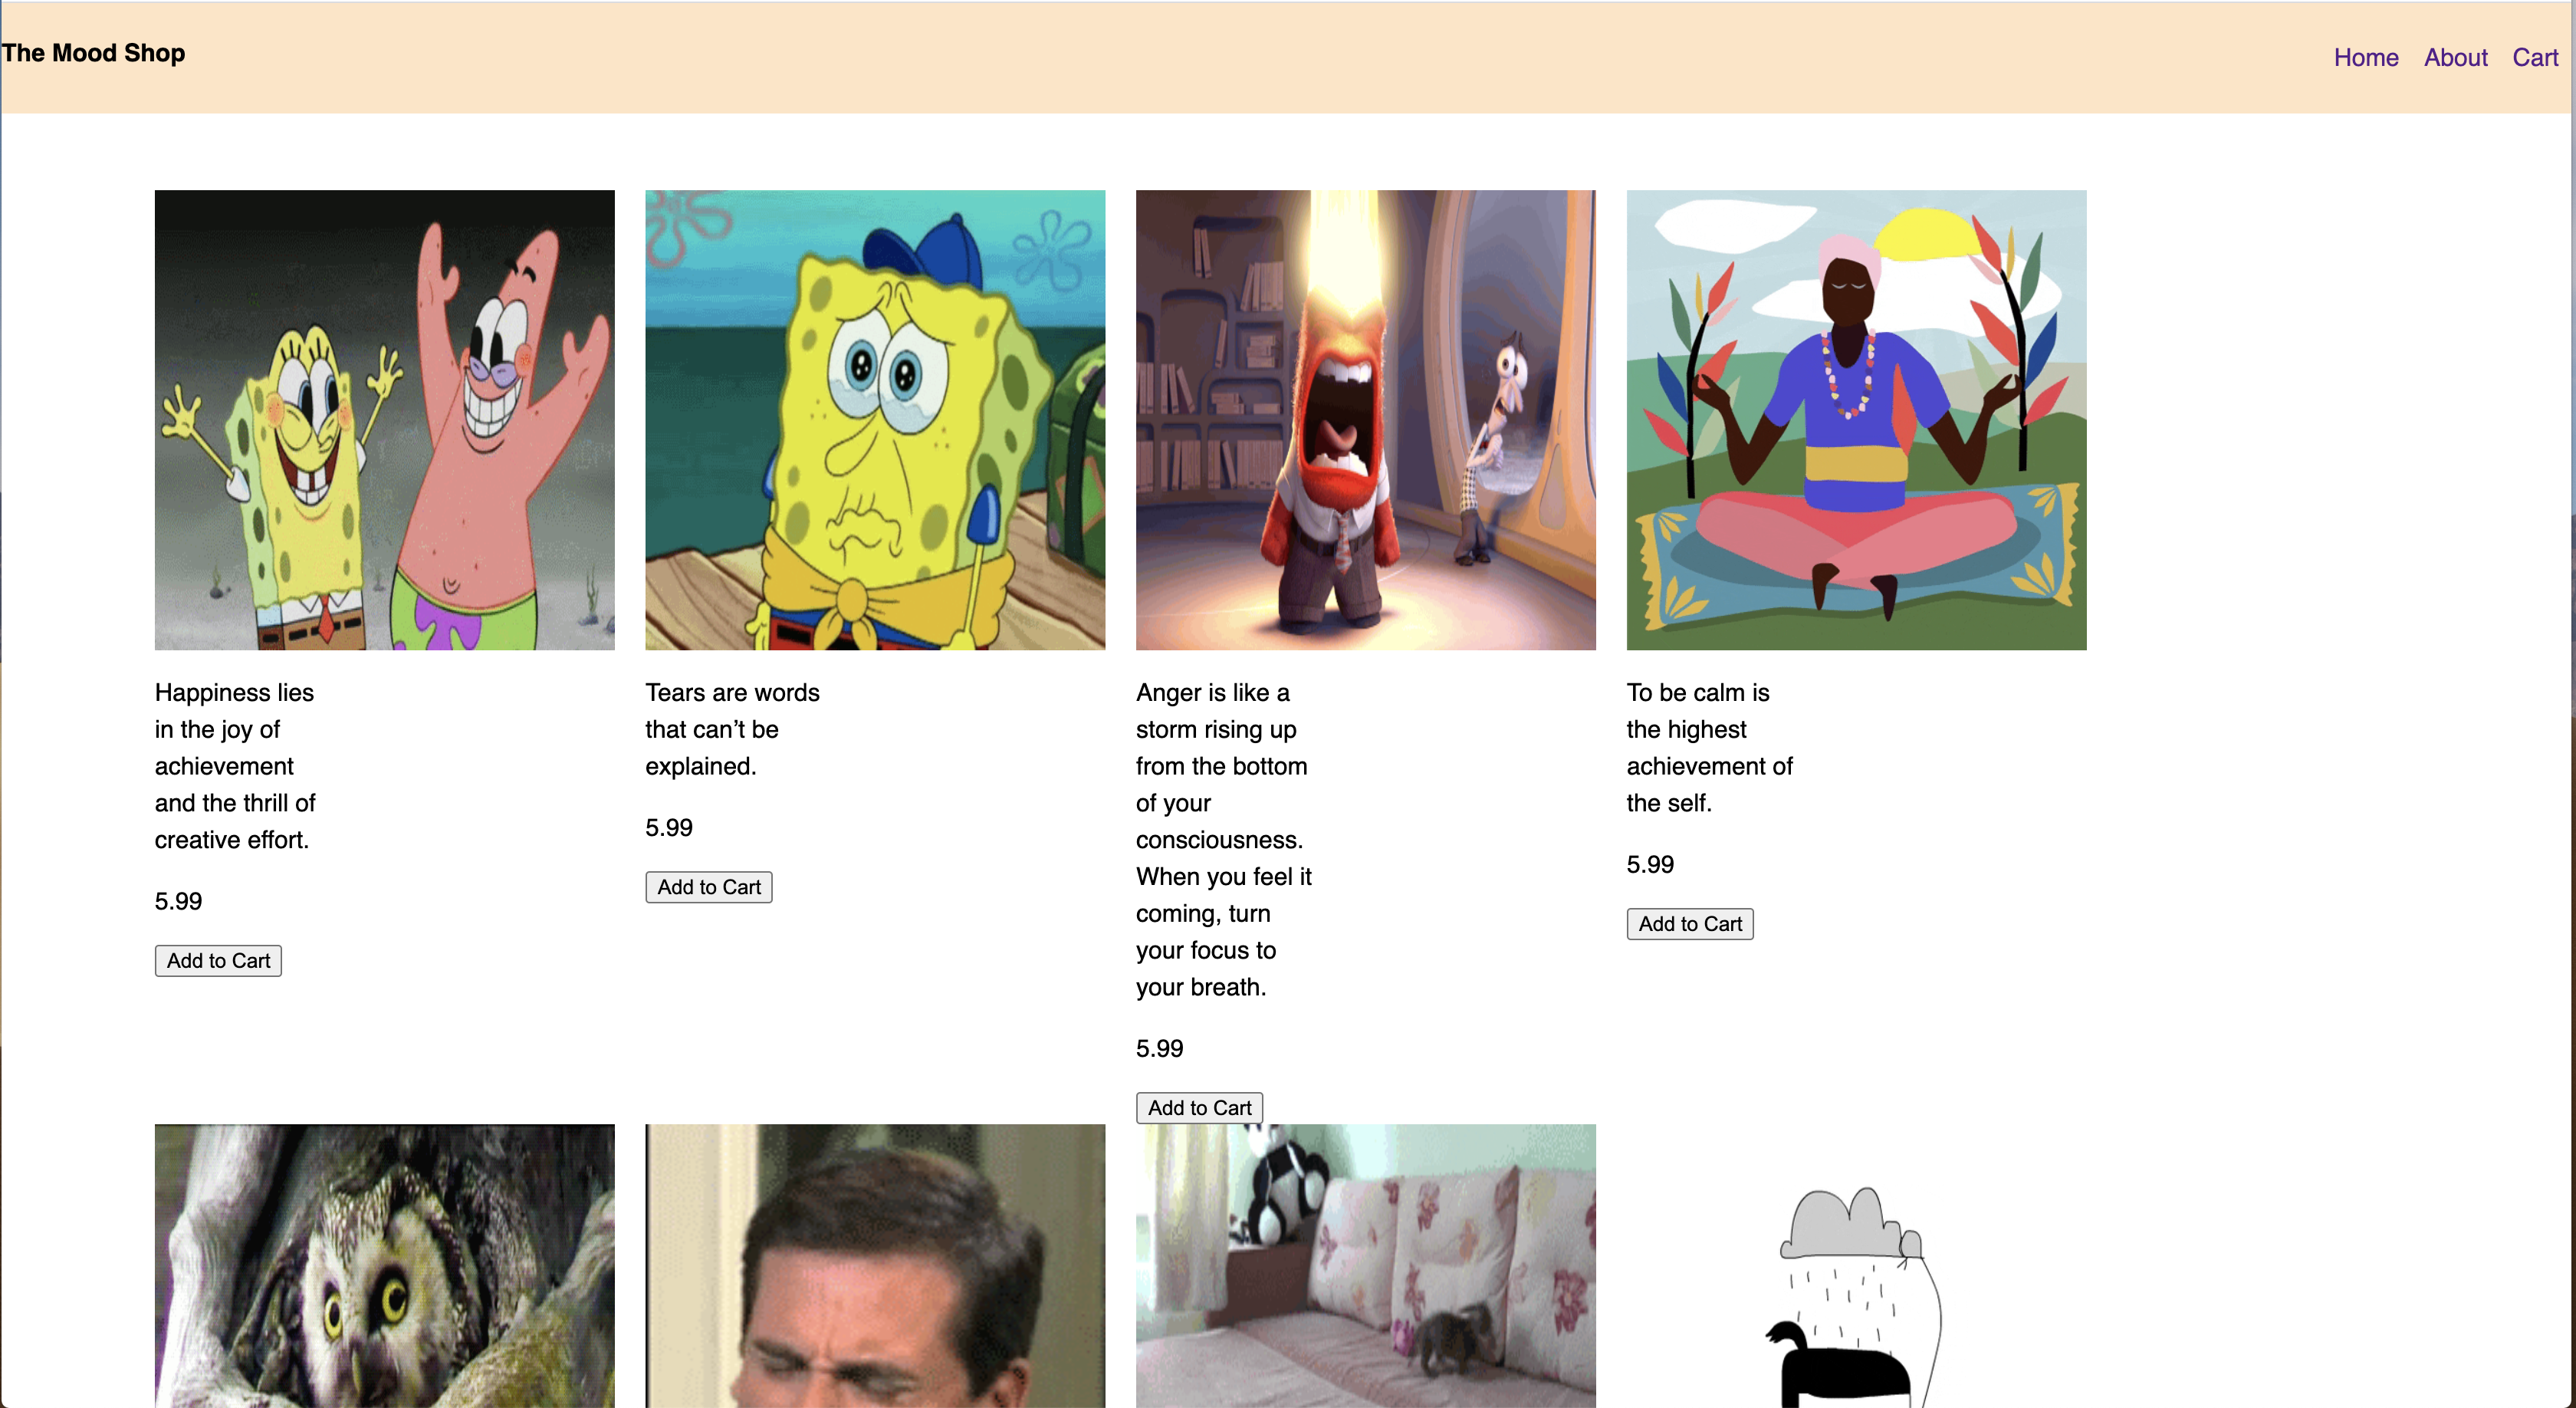 The Mood Shop
Home About Cart
Happiness lies
in the joy of
achievement
and the thrill of
creative effort.
5.99
Add to Cart
Tears are words
that can’t be
explained.
5.99
Add to Cart
Anger is like a
storm rising up
from the bottom
of your
consciousness.
When you feel it
coming, turn
your focus to
your breath.
5.99
Add to Cart
To be calm is
the highest
achievement of
the self.
5.99
Add to Cart